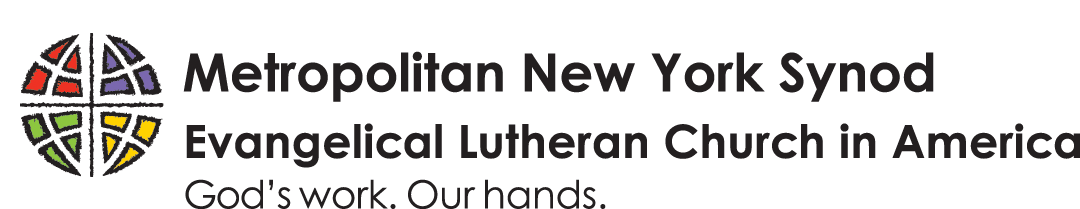 Metropolitan New York Synod
Evangelical Lutheran Church in America
God’s work. Our hands.